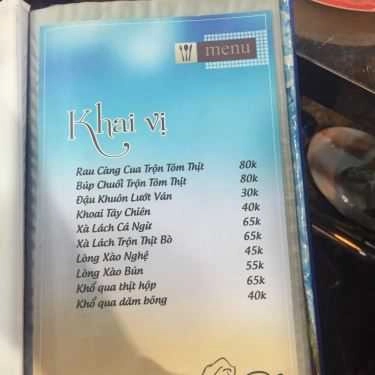 menu
Khai vị
Rau Càng Cua Trộn Tôm Thịt 80k
Búp Chuối Trộn Tôm Thịt 80k
Đậu Khuôn Lướt Ván 30k
Khoai Tây Chiên 40k
Xà Lách Cá Ngừ 65k
Xà Lách Trộn Thịt Bò 65k
Lòng Xào Nghệ 45k
Lòng Xào Bún 55k
Khổ qua thịt hộp 65k
Khổ qua dăm bông 40k